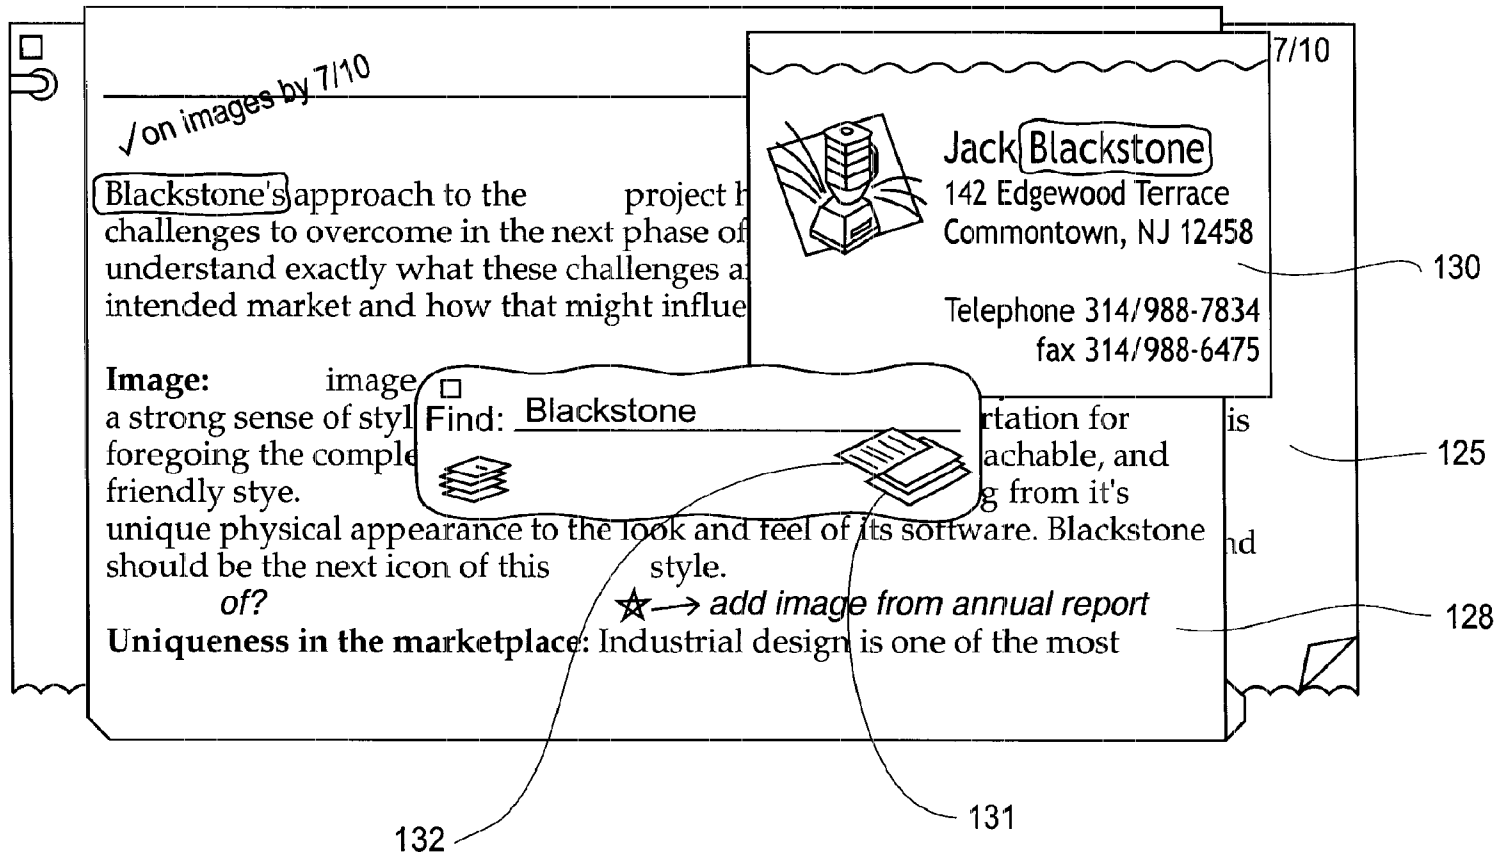 7/10
✓on images by 7/10
Jack Blackstone
142 Edgewood Terrace
Commontown, NJ 12458
Telephone 314/988-7834
fax 314/988-6475
130
Blackstone's approach to the project h
challenges to overcome in the next phase of
understand exactly what these challenges a
intended market and how that might influe
Image: image
a strong sense of styl rtation for is
foregoing the comple achable, and
friendly stye. g from it's
Find: Blackstone
125
unique physical appearance to the look and feel of its software. Blackstone
should be the next icon of this style. nd
of? ☆→ add image from annual report
128
Uniqueness in the marketplace: Industrial design is one of the most
132
131